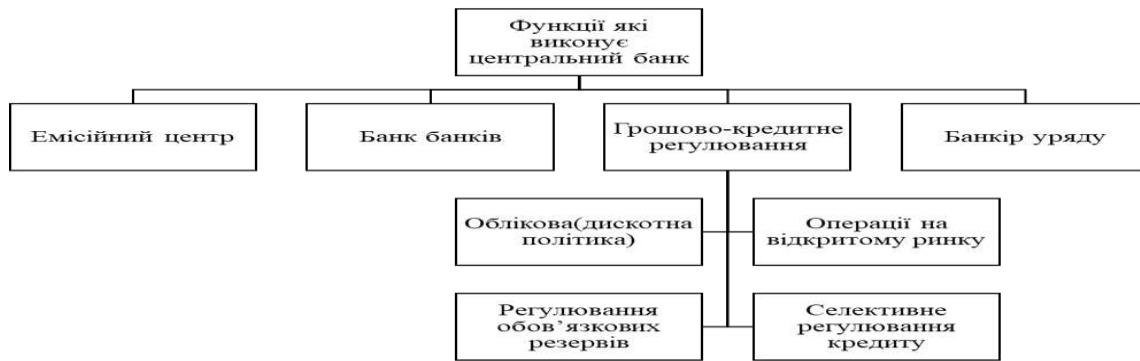 Функції які
виконує
центральний банк
Емісійний центр
Банк банків
Грошово-кредитне
регулювання
Банкір уряду
Облікова(дискотна
політика)
Операції на
відкритому ринку
Регулювання
обов’язкових
резервів
Селективне
регулювання
кредиту